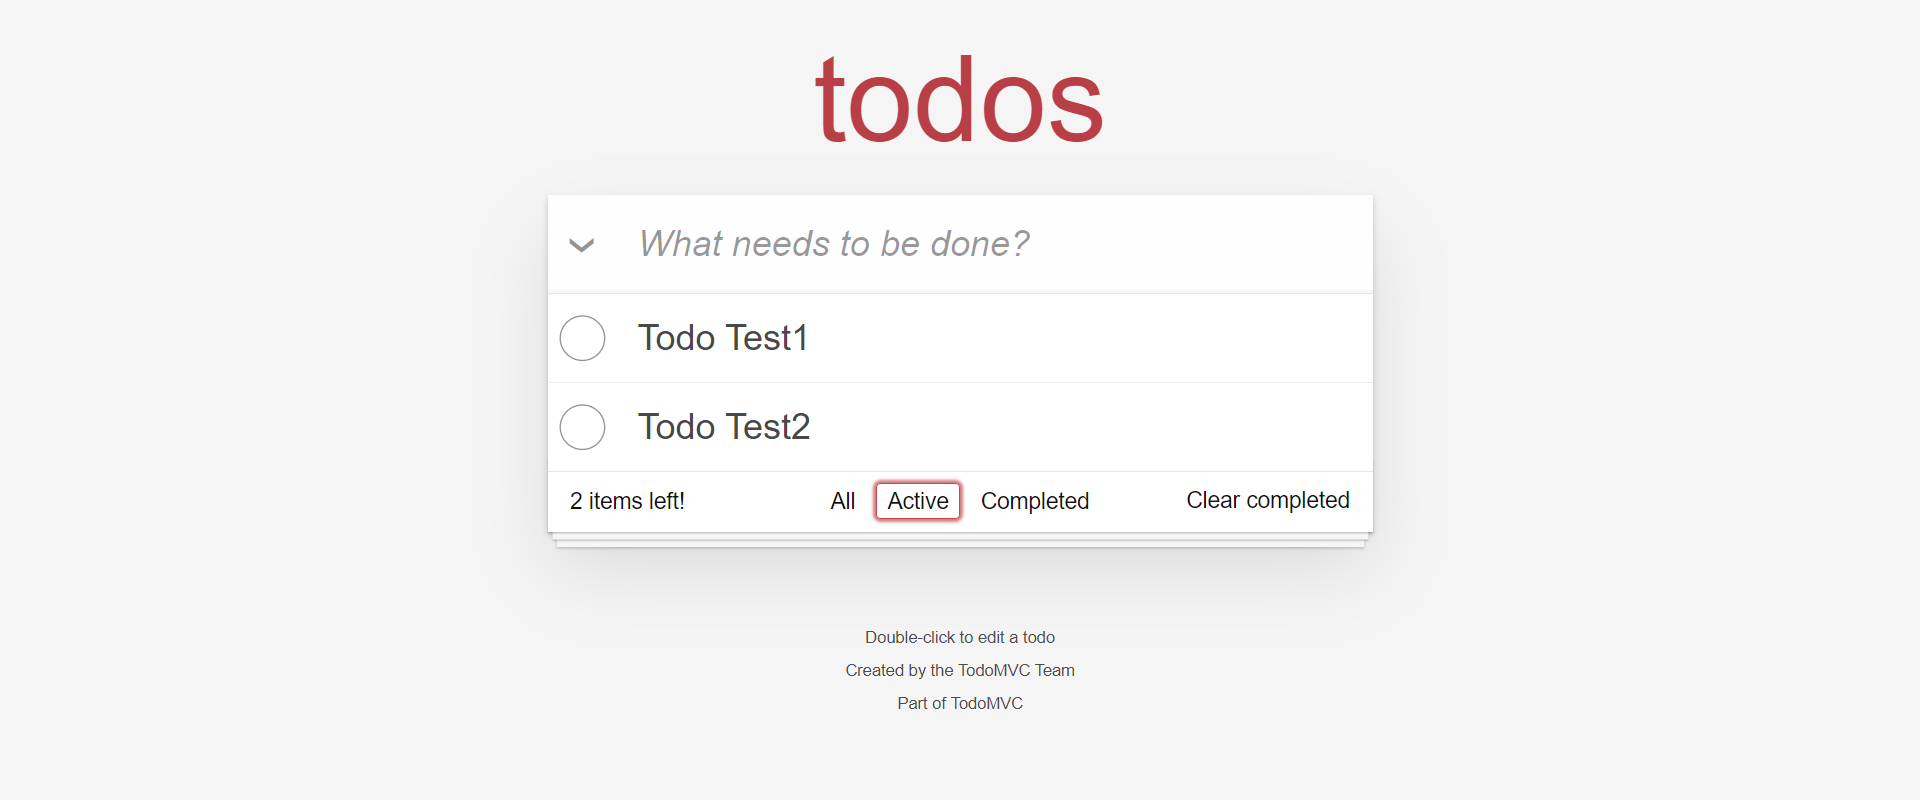 todos
What needs to be done?
Todo Test1
Todo Test2
2 items left! All Active Completed Clear completed
Double-click to edit a todo
Created by the TodoMVC Team
Part of TodoMVC